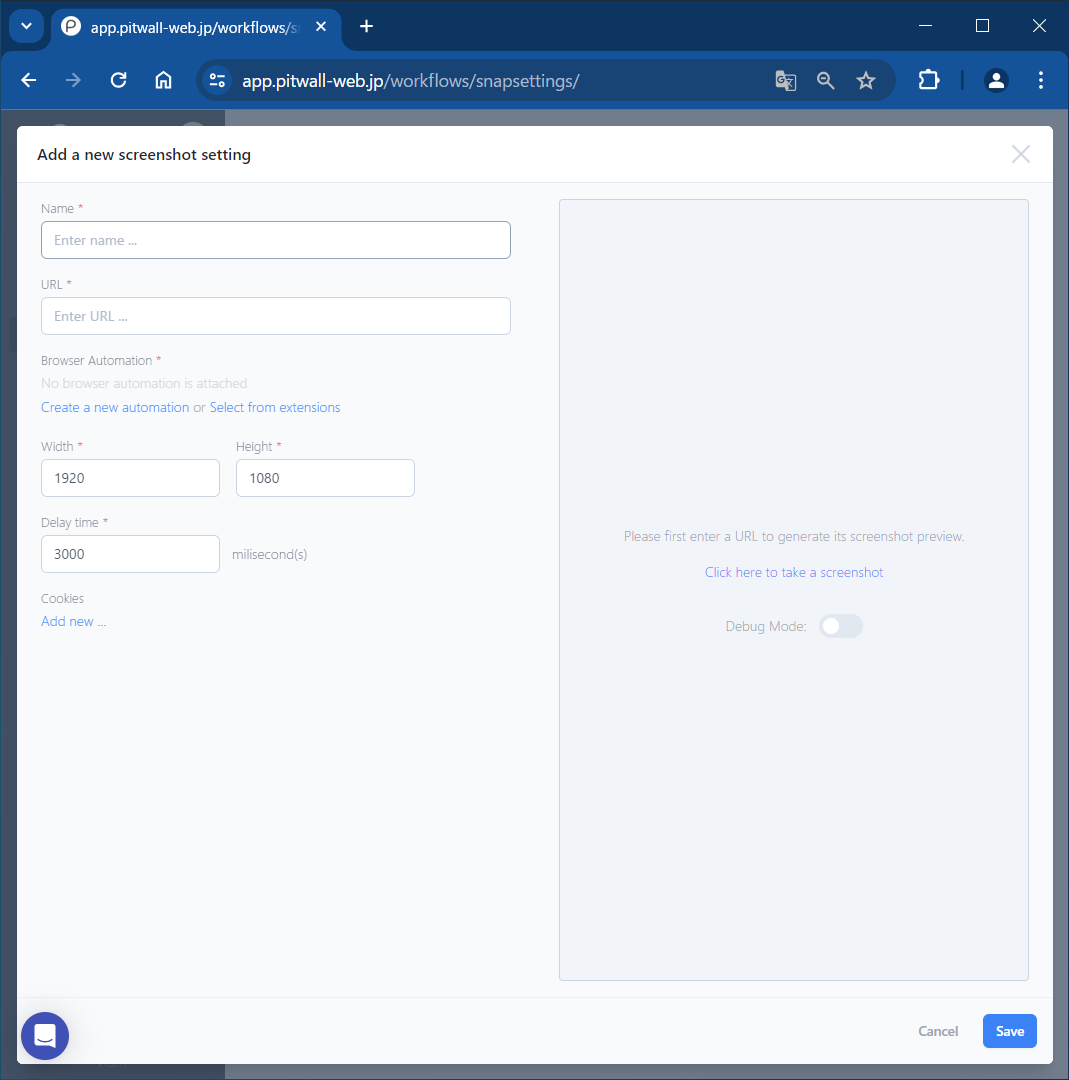 app.pitwall-web.jp/workflows/s
app.pitwall-web.jp/workflows/snapsettings/
Add a new screenshot setting
Name *
Enter name ...
URL *
Enter URL ...
Browser Automation *
No browser automation is attached
Create a new automation or Select from extensions
Width * Height *
1920 1080
Delay time *
3000 milisecond(s)
Cookies
Add new ...
Please first enter a URL to generate its screenshot preview.
Click here to take a screenshot
Debug Mode:
Cancel Save